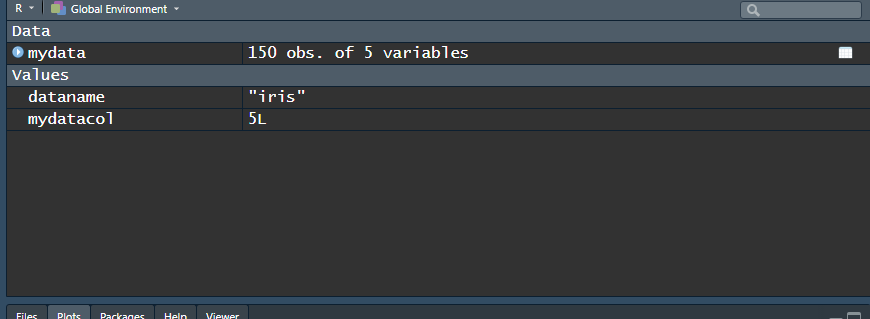 R Global Environment
Data
mydata 150 obs. of 5 variables
Values
dataname "iris"
mydatacol 5L
Files Plots Packages Help Viewer